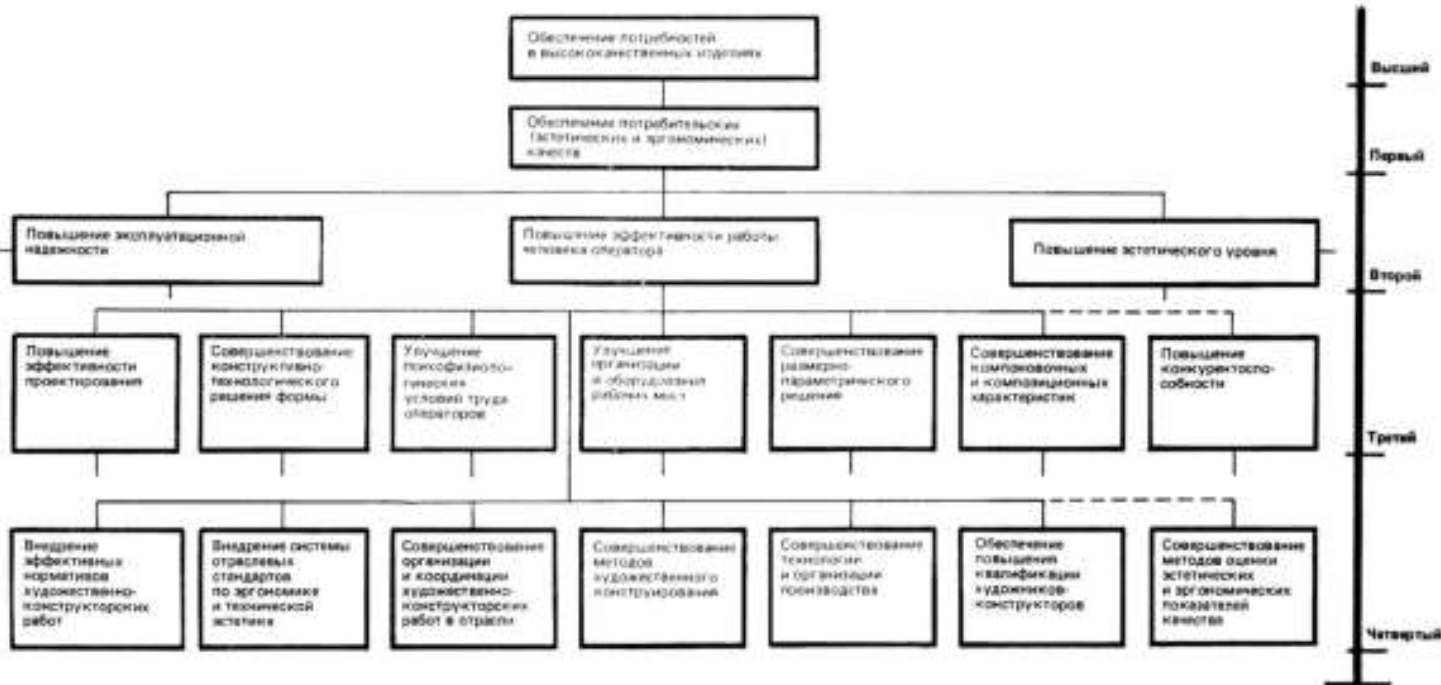 Обеспечение потребностей
в высококачественных изделиях
Высший
Обеспечение потребительских
(эстетических и эргономических)
качеств
Первый
Повышение эксплуатационной
надежности
Повышение эффективности работы
человека оператора
Повышение эстетического уровня
Второй
Повышение
эффективности
проектирования
Совершенствование
конструктивно-
технологического
решения формы
Улучшение
психофизиоло-
гических
условий труда
операторов
Улучшение
организации
и оборудования
рабочих мест
Совершенствование
размерно-
параметрического
решения
Совершенствование
компоновочных
и композиционных
характеристик
Повышение
конкурентоспо-
собности
Третий
Внедрение
эффективных
нормативов
художественно-
конструкторских
работ
Внедрение системы
отраслевых
стандартов
по эргономике
и технической
эстетике
Совершенствование
организации
и координации
художественно-
конструкторских
работ в отрасли
Совершенствование
методов
художественного
конструирования
Совершенствование
технологии
и организации
производства
Обеспечение
повышения
квалификации
художников-
конструкторов
Совершенствование
методов оценки
эстетических
и эргономических
показателей
качества
Четвертый